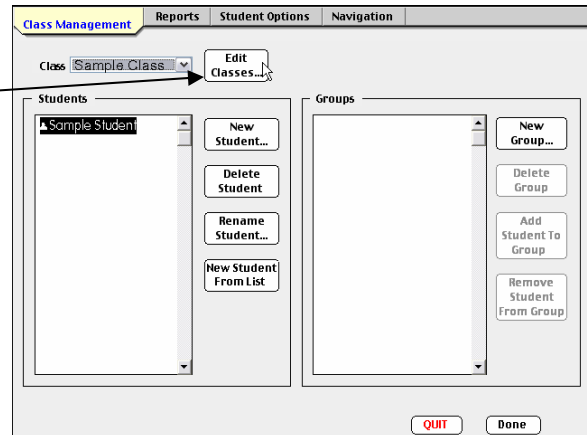 Class Management
Reports
Student Options
Navigation
Class
Sample Class
Edit
Classes...
Students
Sample Student
New
Student...
Delete
Student
Rename
Student...
New Student
From List
Groups
New
Group...
Delete
Group
Add
Student To
Group
Remove
Student
From Group
QUIT
Done